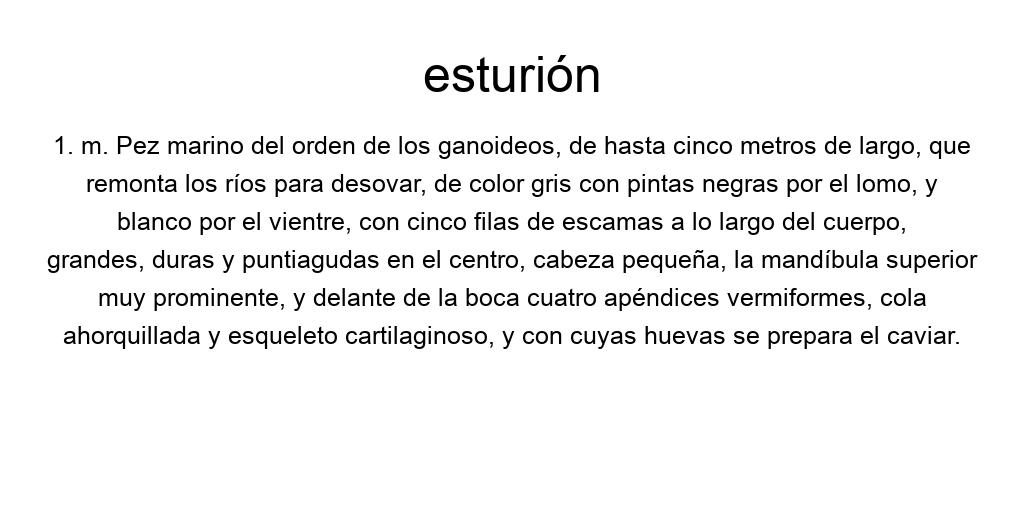 esturión
1. m. Pez marino del orden de los ganoideos, de hasta cinco metros de largo, que
remonta los ríos para desovar, de color gris con pintas negras por el lomo, y
blanco por el vientre, con cinco filas de escamas a lo largo del cuerpo,
grandes, duras y puntiagudas en el centro, cabeza pequeña, la mandíbula superior
muy prominente, y delante de la boca cuatro apéndices vermiformes, cola
ahorquillada y esqueleto cartilaginoso, y con cuyas huevas se prepara el caviar.